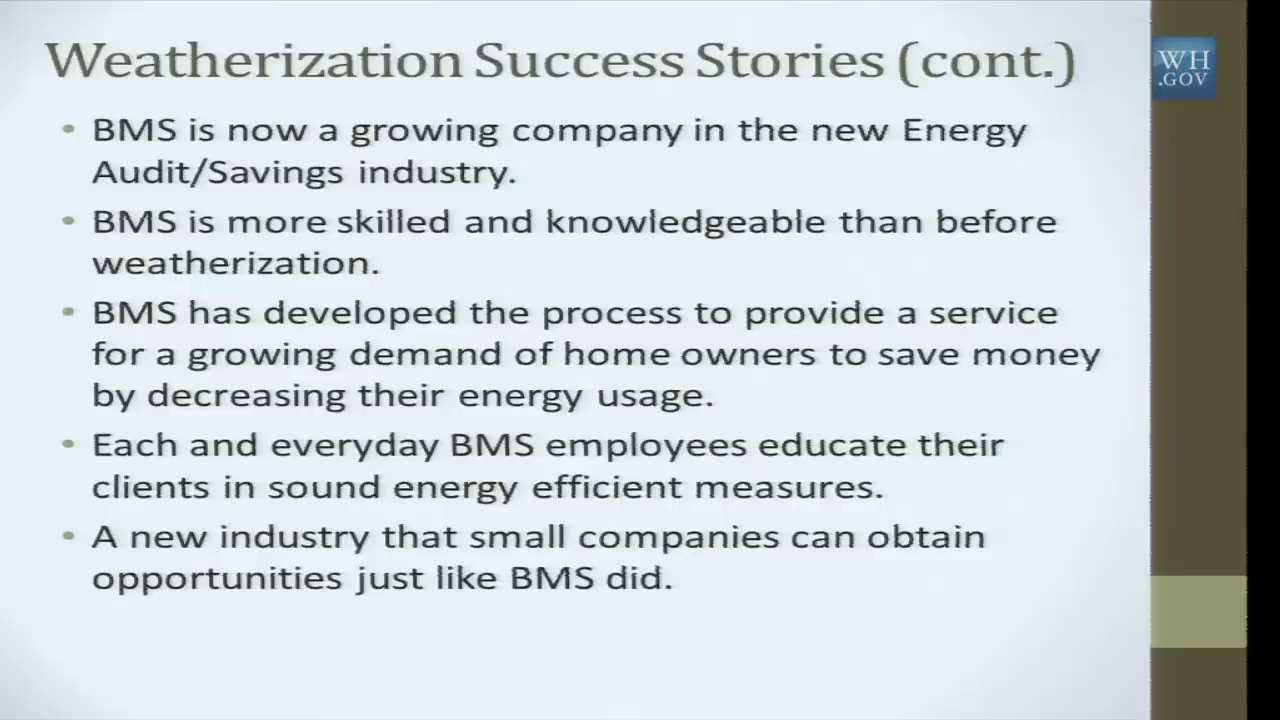 Weatherization Success Stories (cont.)
WH
.GOV
• BMS is now a growing company in the new Energy
Audit/Savings industry.
• BMS is more skilled and knowledgeable than before
weatherization.
• BMS has developed the process to provide a service
for a growing demand of home owners to save money
by decreasing their energy usage.
• Each and everyday BMS employees educate their
clients in sound energy efficient measures.
• A new industry that small companies can obtain
opportunities just like BMS did.